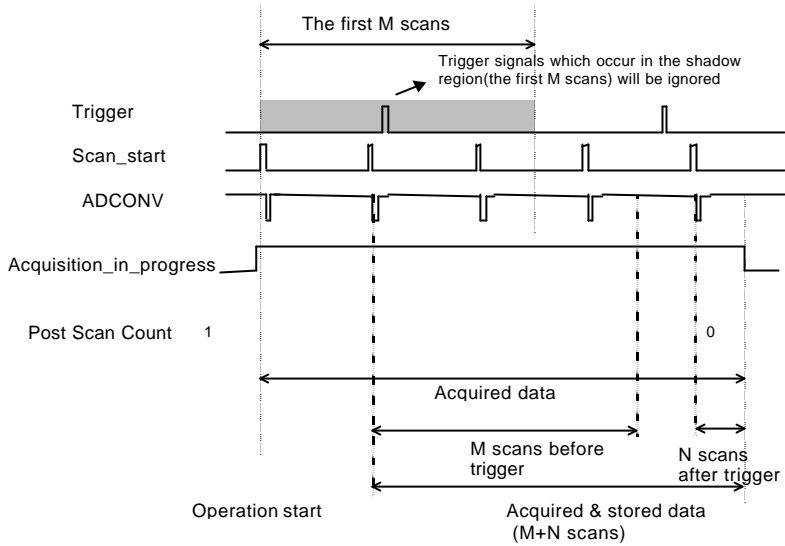 The first M scans
Trigger signals which occur in the shadow
region(the first M scans) will be ignored
Trigger
Scan_start
ADCONV
Acquisition_in_progress
Post Scan Count 1 0
Acquired data
M scans before
trigger
N scans
after trigger
Operation start
Acquired & stored data
(M+N scans)